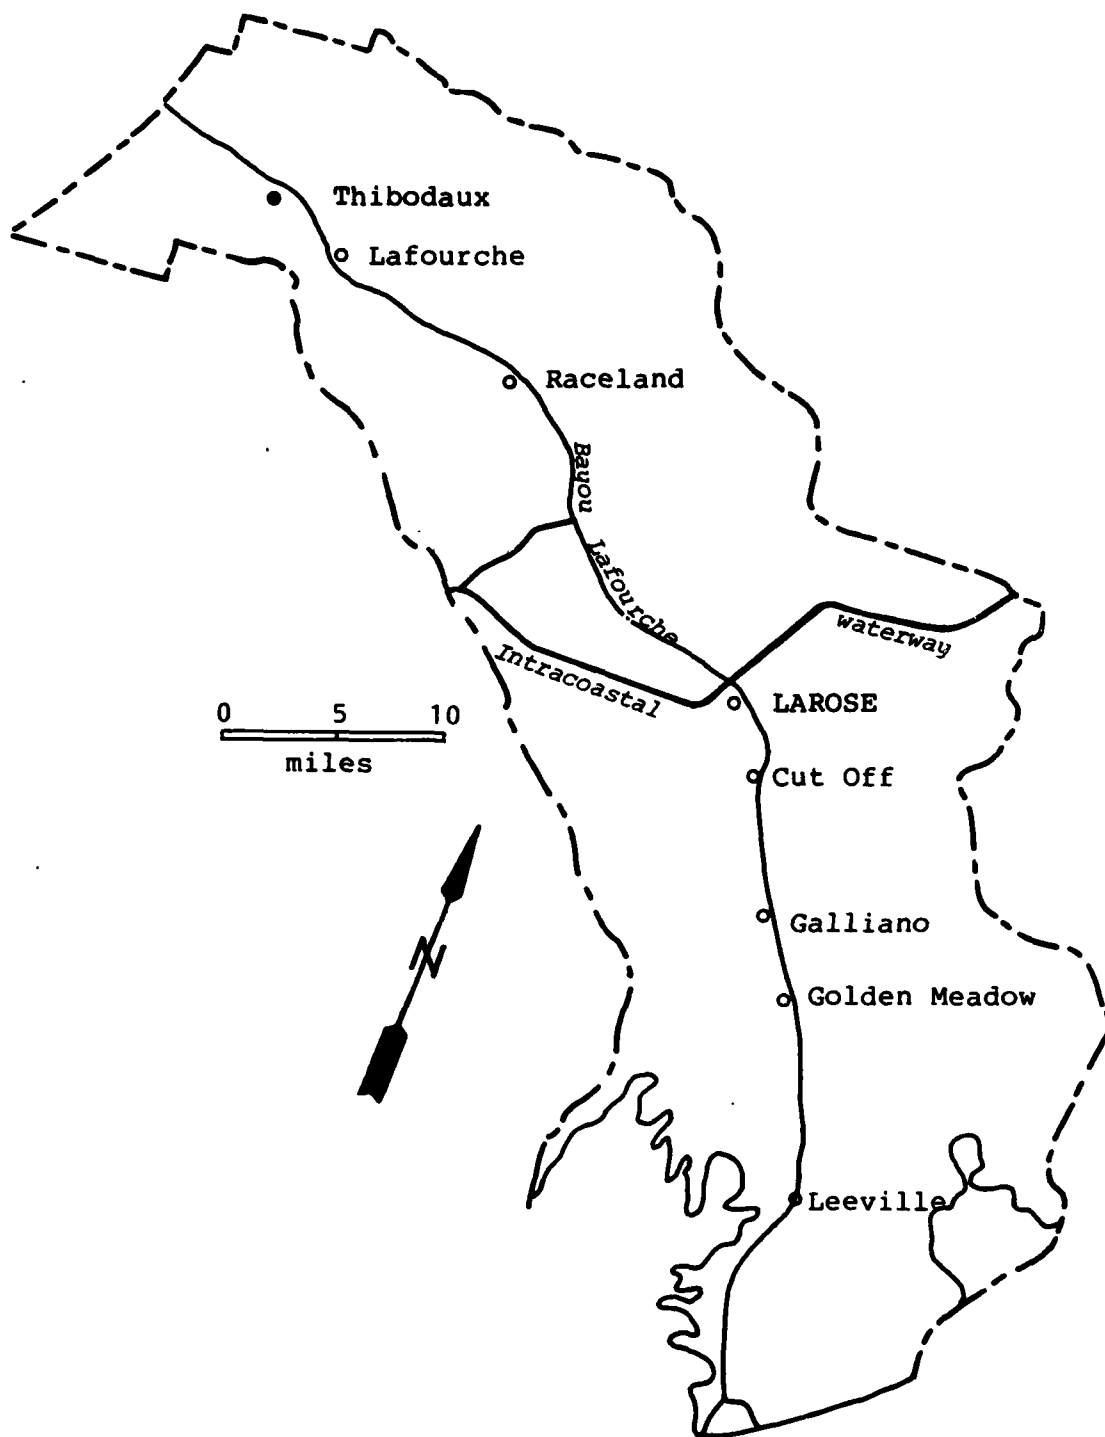 Thibodaux
Lafourche
Raceland
Bayou
Lafourche
waterway
Intracoastal
LAROSE
0 5 10
miles
Cut Off
Galliano
N
Golden Meadow
Leeville